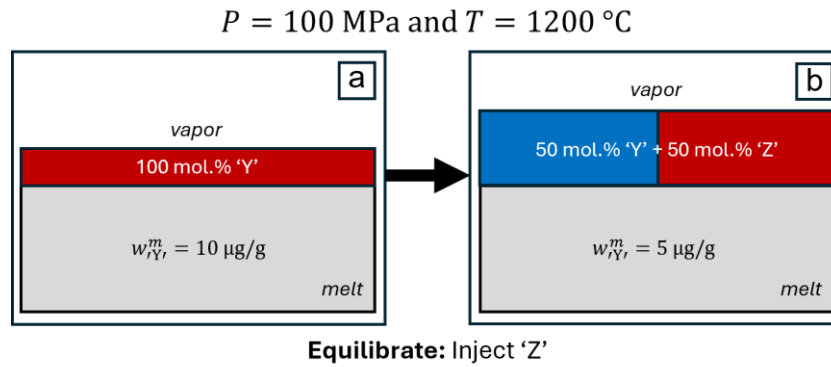 P = 100 MPa and T = 1200 °C
a
vapor
100 mol.% 'Y'
w^m_'Y' = 10 µg/g
melt
b
vapor
50 mol.% 'Y' + 50 mol.% 'Z'
w^m_'Y' = 5 µg/g
melt
Equilibrate: Inject 'Z'